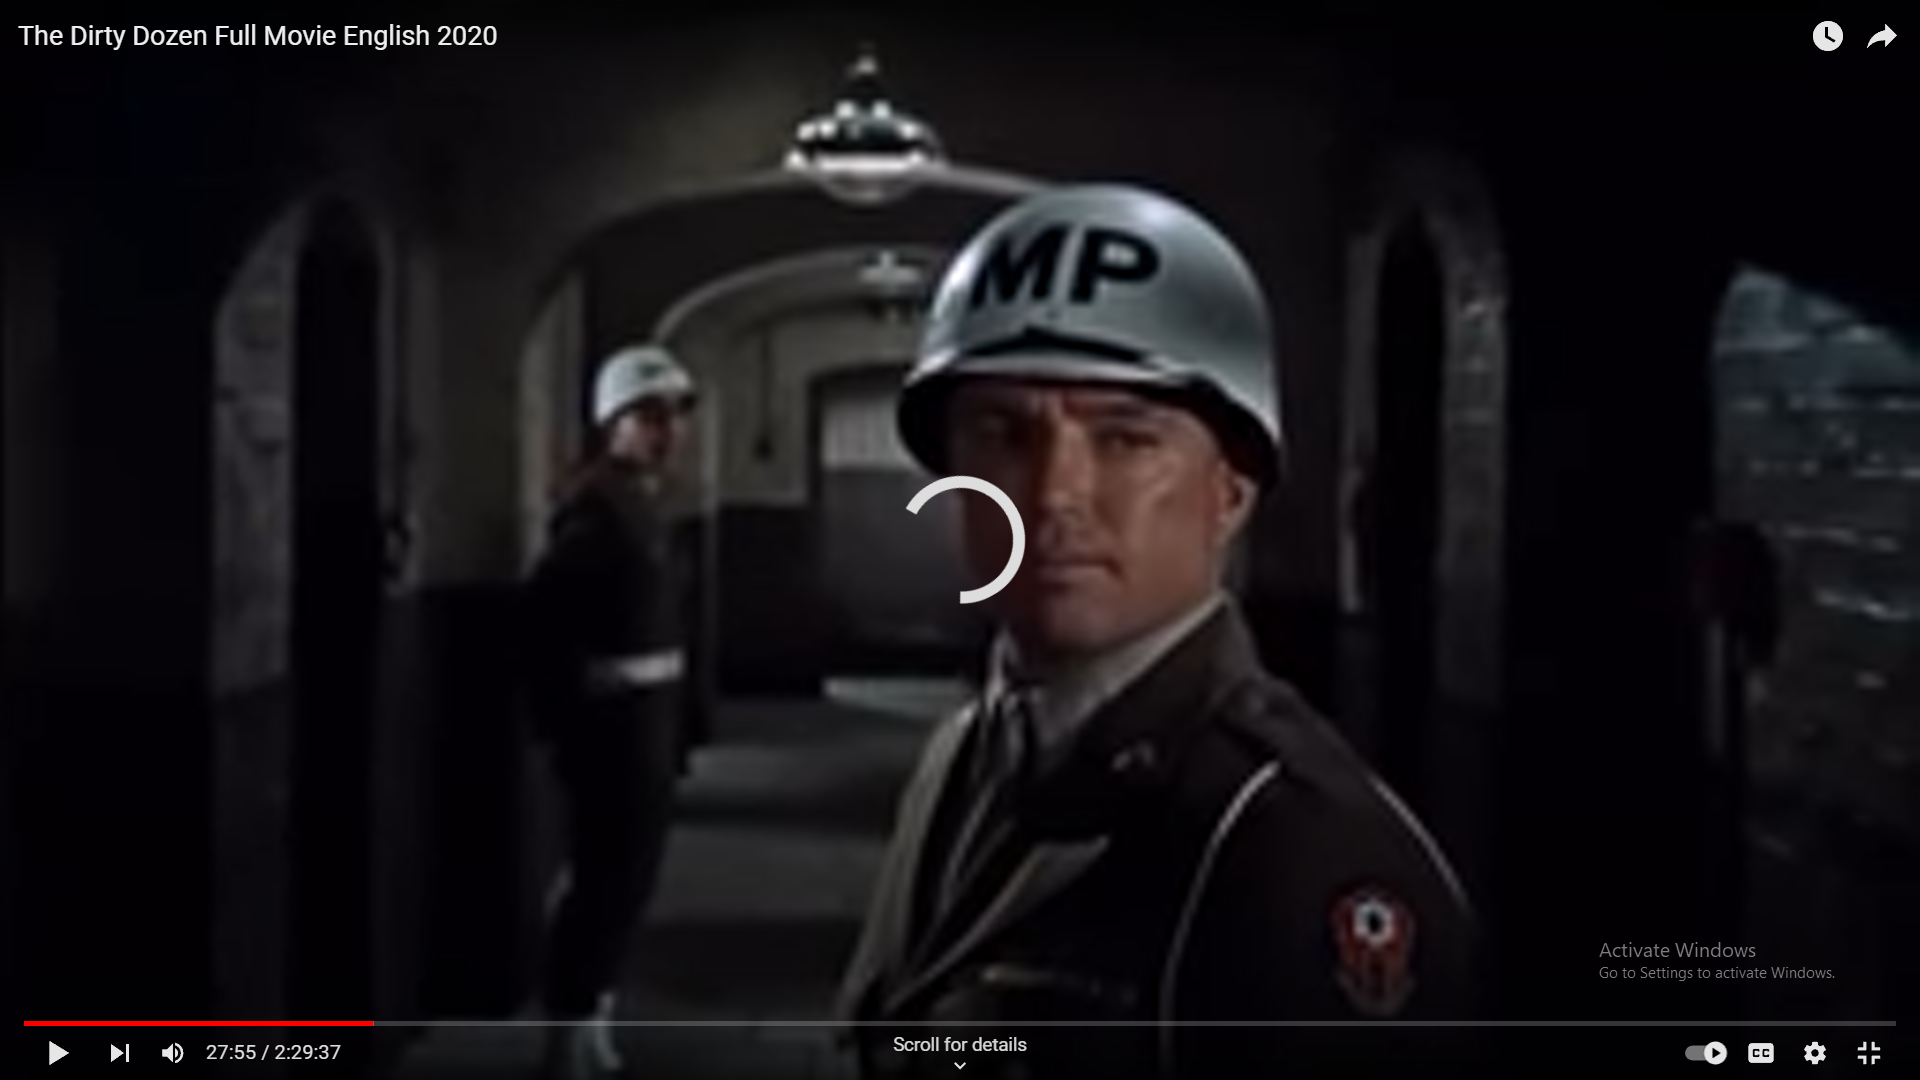 The Dirty Dozen Full Movie English 2020
MP
Activate Windows
Go to Settings to activate Windows.
Scroll for details
27:55 / 2:29:37
CC